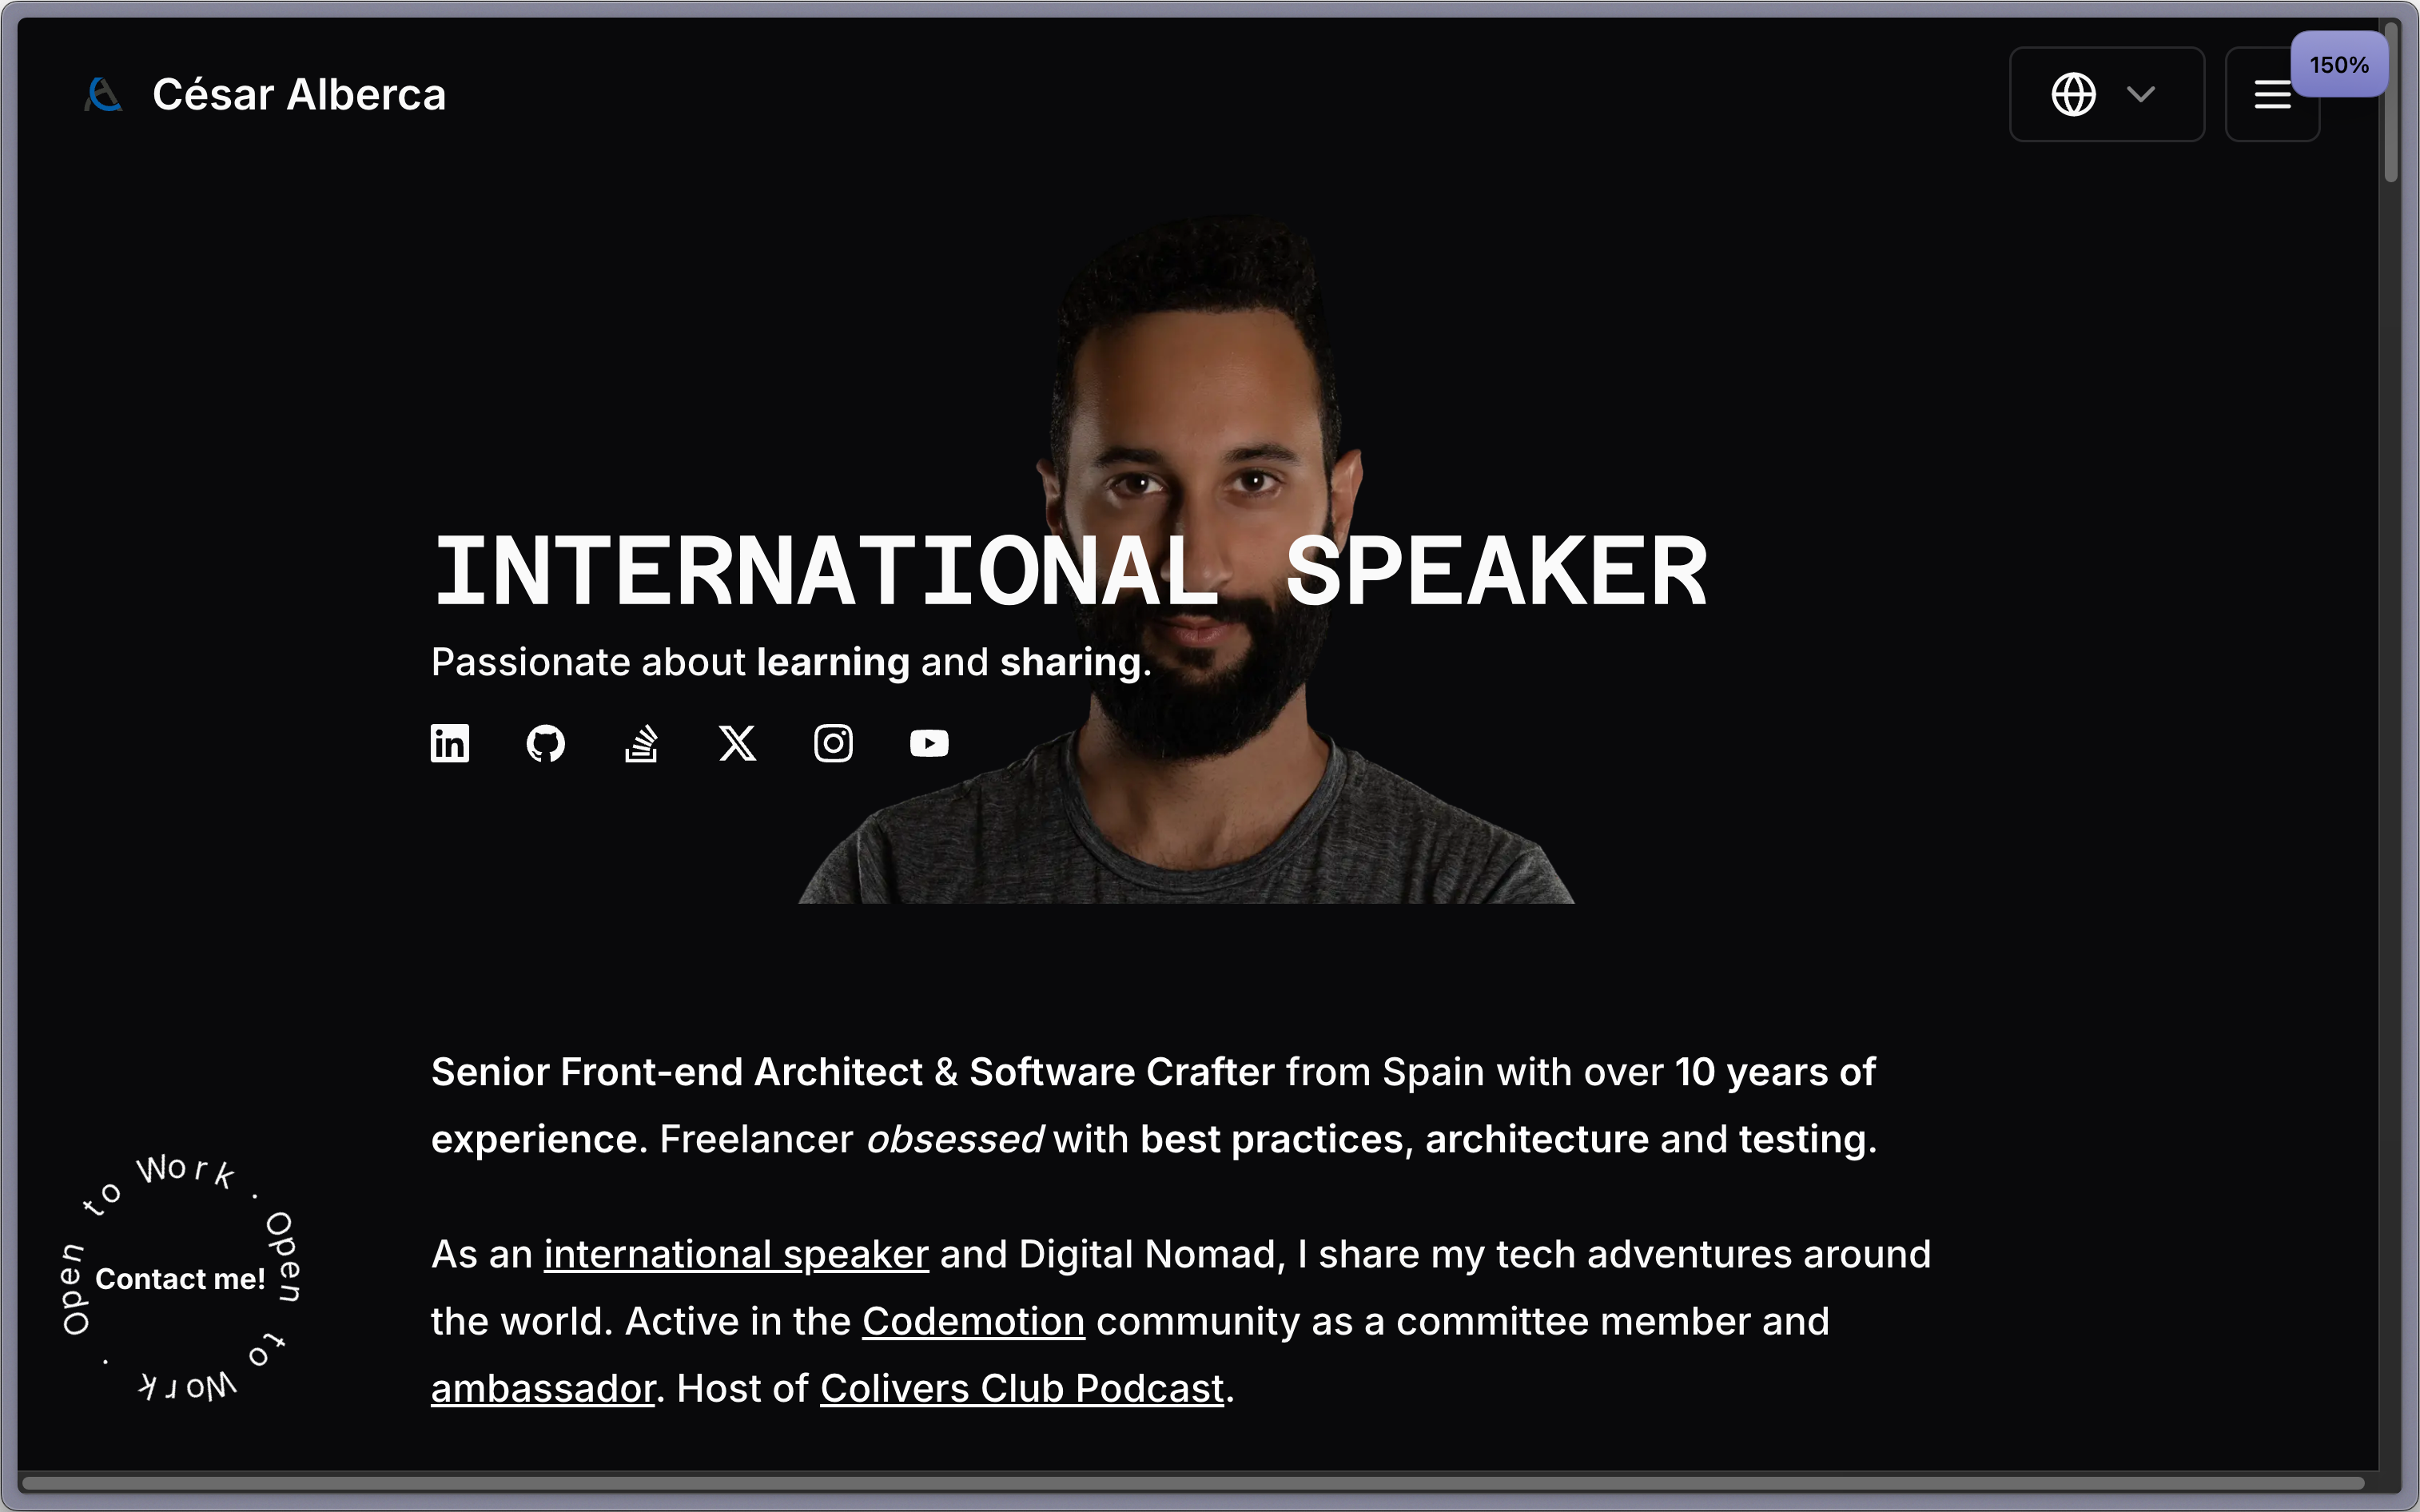 César Alberca
150%
INTERNATIONAL SPEAKER
Passionate about learning and sharing.
in
Senior Front-end Architect & Software Crafter from Spain with over 10 years of
experience. Freelancer obsessed with best practices, architecture and testing.
As an international speaker and Digital Nomad, I share my tech adventures around
the world. Active in the Codemotion community as a committee member and
ambassador. Host of Colivers Club Podcast.
Open to Work · Open to Work ·
Contact me!